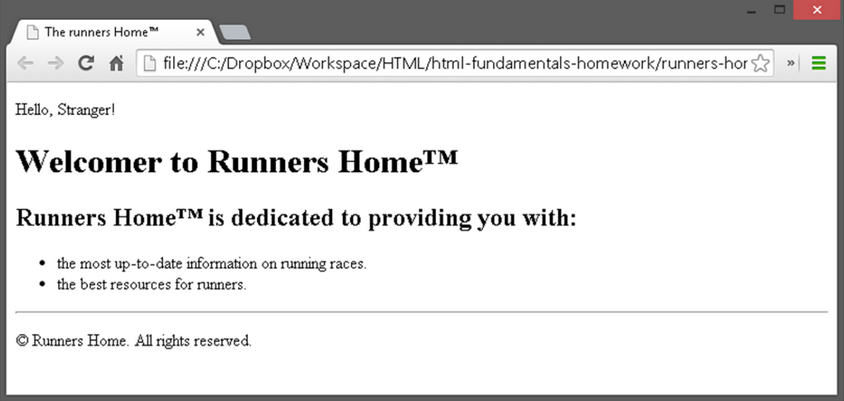 The runners Home™
file:///C:/Dropbox/Workspace/HTML/html-fundamentals-homework/runners-hor
Hello, Stranger!
Welcomer to Runners Home™
Runners Home™ is dedicated to providing you with:
the most up-to-date information on running races.
the best resources for runners.
© Runners Home. All rights reserved.